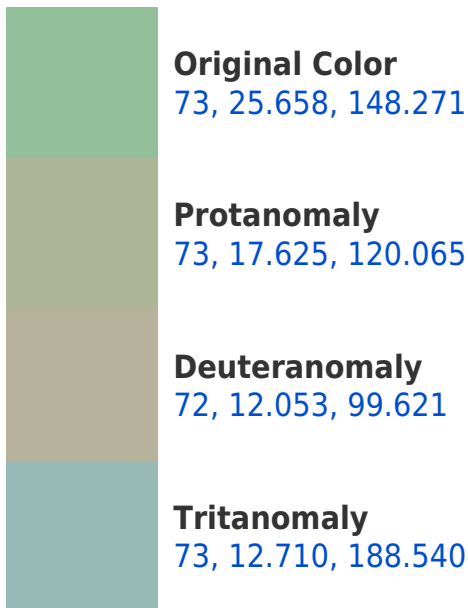 Original Color
73, 25.658, 148.271
Protanomaly
73, 17.625, 120.065
Deuteranomaly
72, 12.053, 99.621
Tritanomaly
73, 12.710, 188.540